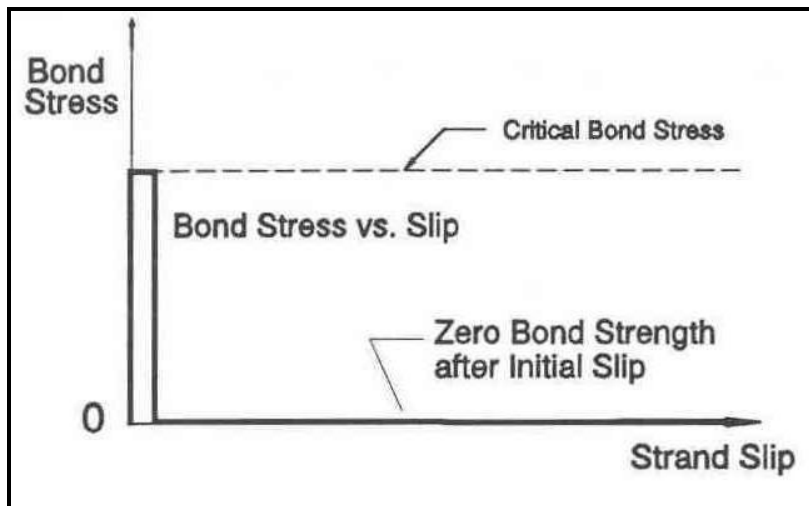 Bond
Stress
Critical Bond Stress
Bond Stress vs. Slip
Zero Bond Strength
after Initial Slip
0
Strand Slip